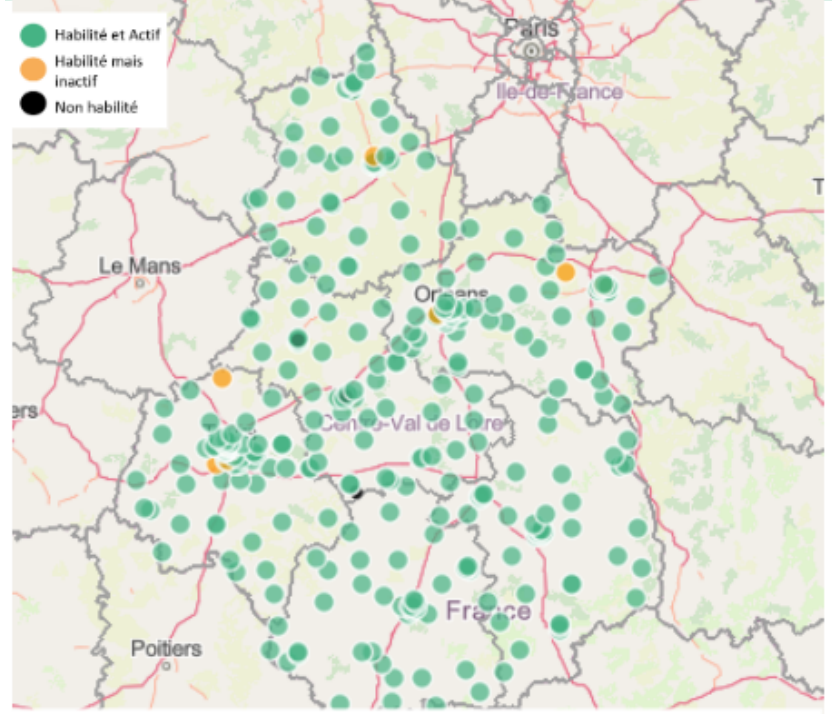 Habilité et Actif
Habilité mais
inactif
Non habilité
Paris
Ile-de-France
T
Le Mans
Orléans
ers
Centre-Val de Loire
France
Poitiers